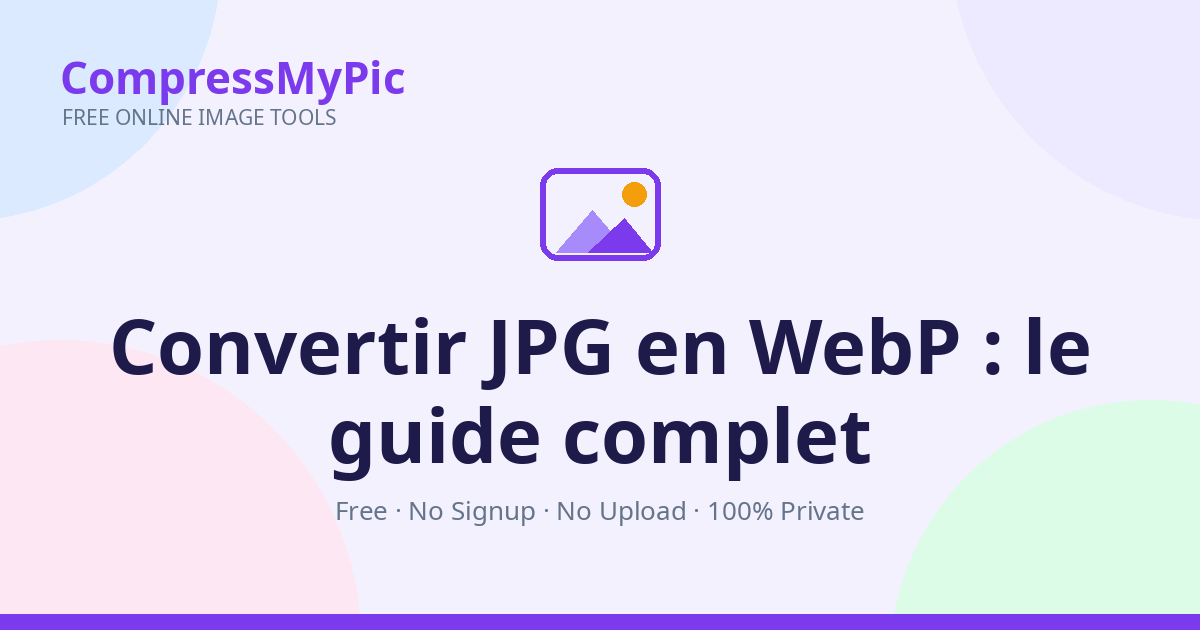 CompressMyPic
FREE ONLINE IMAGE TOOLS
Convertir JPG en WebP : le
guide complet
Free · No Signup · No Upload · 100% Private